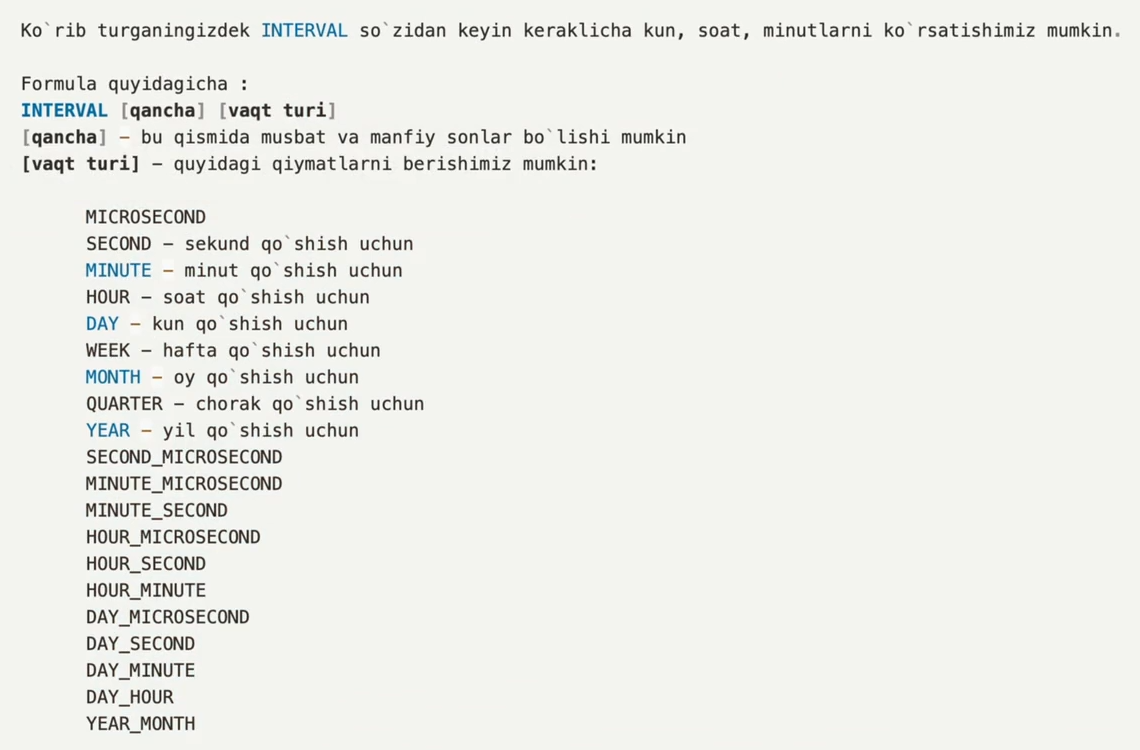 Ko`rib turganingizdek INTERVAL so`zidan keyin keraklicha kun, soat, minutlarni ko`rsatishimiz mumkin.
Formula quyidagicha :
INTERVAL [qancha] [vaqt turi]
[qancha] – bu qismida musbat va manfiy sonlar bo`lishi mumkin
[vaqt turi] – quyidagi qiymatlarni berishimiz mumkin:
MICROSECOND
SECOND – sekund qo`shish uchun
MINUTE – minut qo`shish uchun
HOUR – soat qo`shish uchun
DAY – kun qo`shish uchun
WEEK – hafta qo`shish uchun
MONTH – oy qo`shish uchun
QUARTER – chorak qo`shish uchun
YEAR – yil qo`shish uchun
SECOND_MICROSECOND
MINUTE_MICROSECOND
MINUTE_SECOND
HOUR_MICROSECOND
HOUR_SECOND
HOUR_MINUTE
DAY_MICROSECOND
DAY_SECOND
DAY_MINUTE
DAY_HOUR
YEAR_MONTH